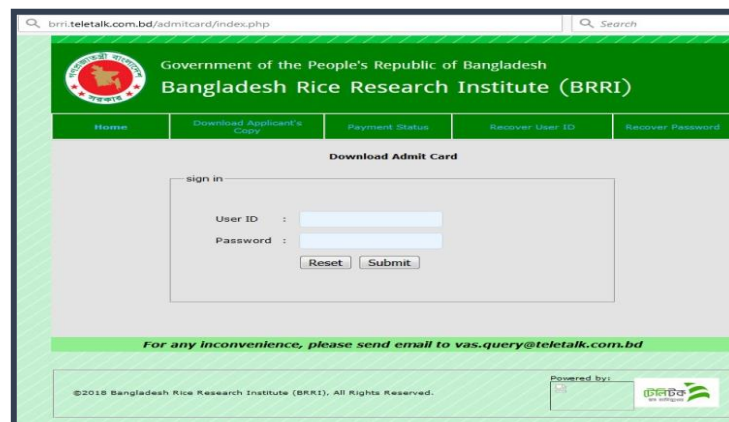 brri.teletalk.com.bd/admitcard/index.php
Search
Government of the People's Republic of Bangladesh
Bangladesh Rice Research Institute (BRRI)
Home
Download Applicant's
Copy
Payment Status
Recover User ID
Recover Password
Download Admit Card
sign in
User ID :
Password :
Reset Submit
For any inconvenience, please send email to vas.query@teletalk.com.bd
Powered by:
©2018 Bangladesh Rice Research Institute (BRRI), All Rights Reserved.
টেলিটক